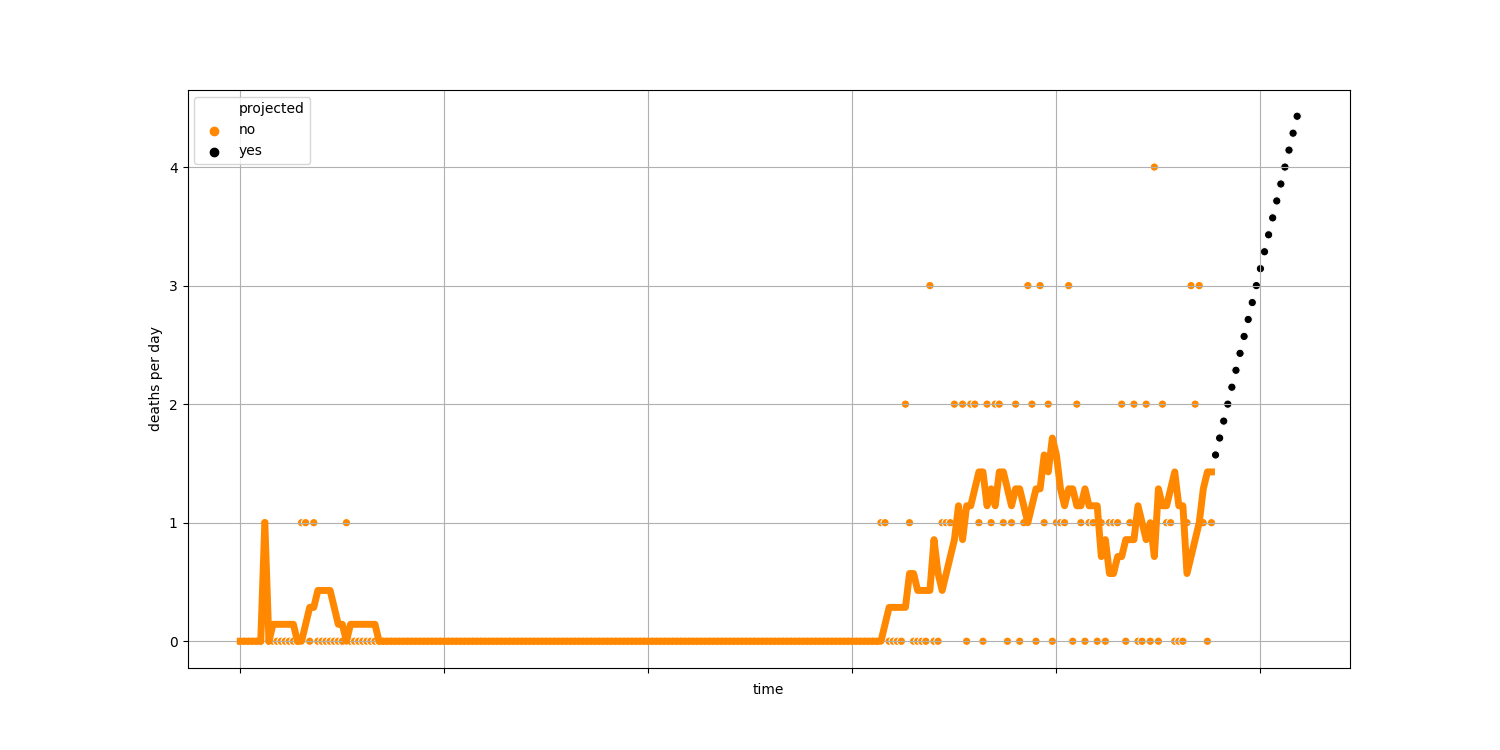 projected
no
yes
4
3
2
1
0
deaths per day
time